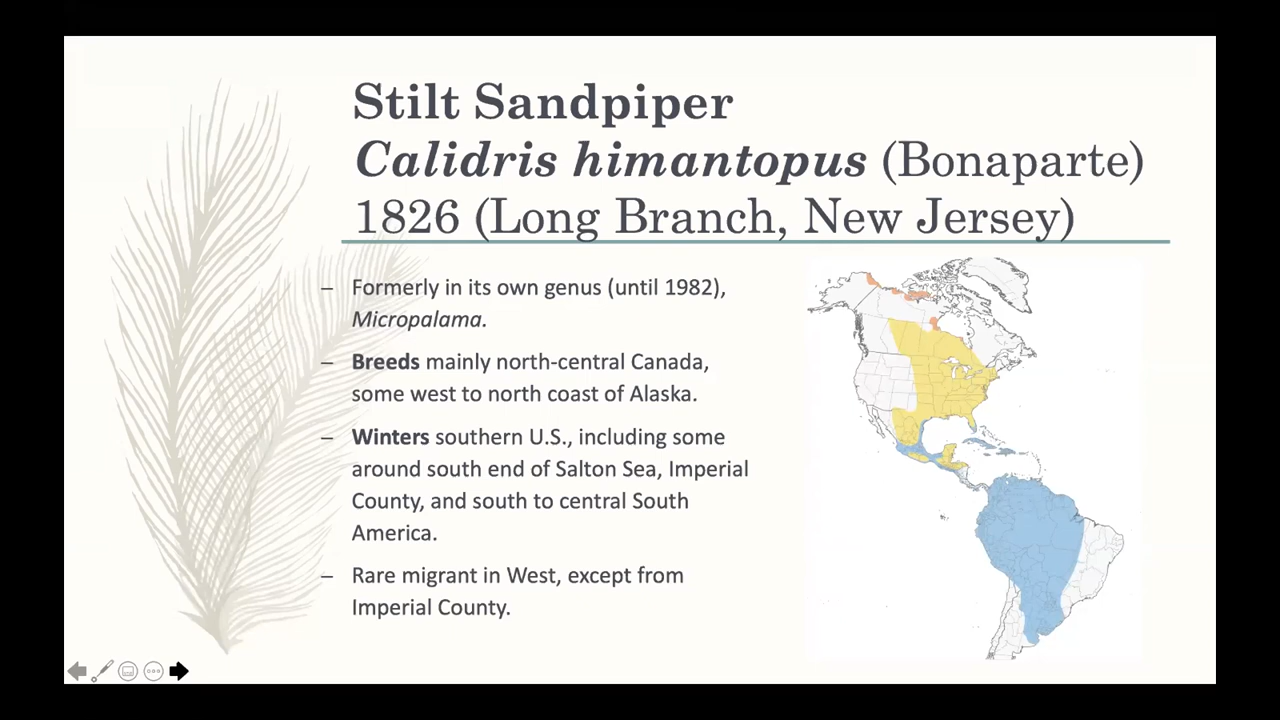 Stilt Sandpiper
Calidris himantopus (Bonaparte)
1826 (Long Branch, New Jersey)
– Formerly in its own genus (until 1982),
Micropalama.
– Breeds mainly north-central Canada,
some west to north coast of Alaska.
– Winters southern U.S., including some
around south end of Salton Sea, Imperial
County, and south to central South
America.
– Rare migrant in West, except from
Imperial County.